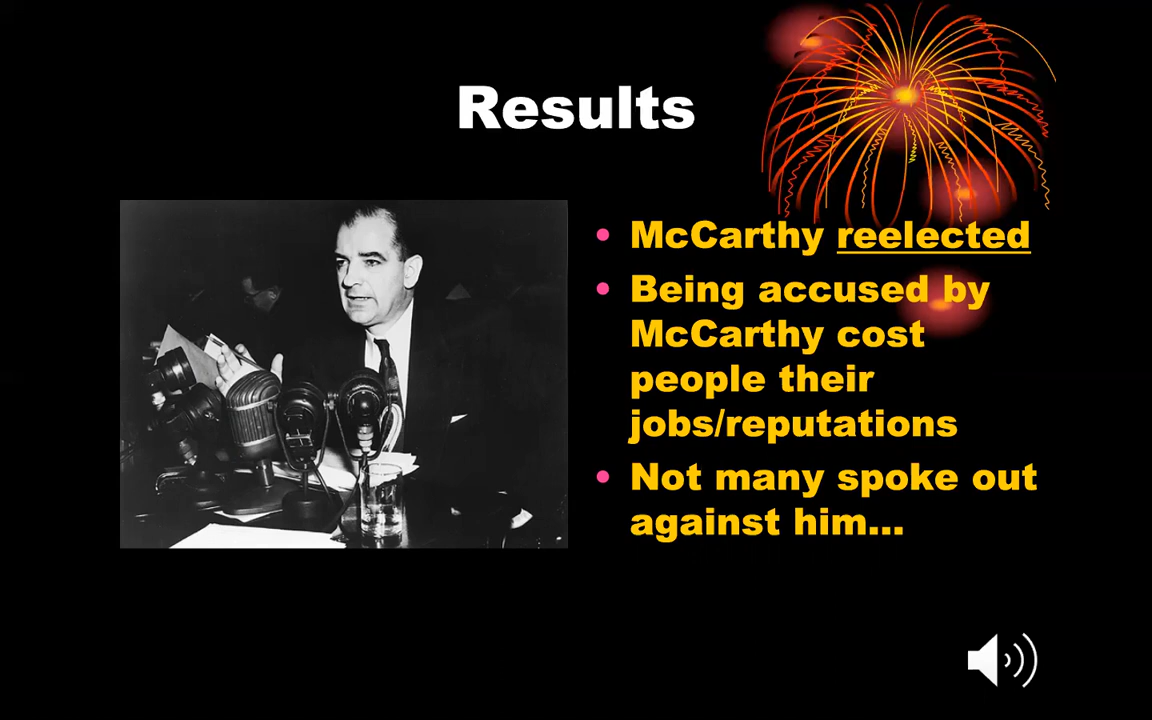 Results
• McCarthy reelected
• Being accused by
McCarthy cost
people their
jobs/reputations
• Not many spoke out
against him...